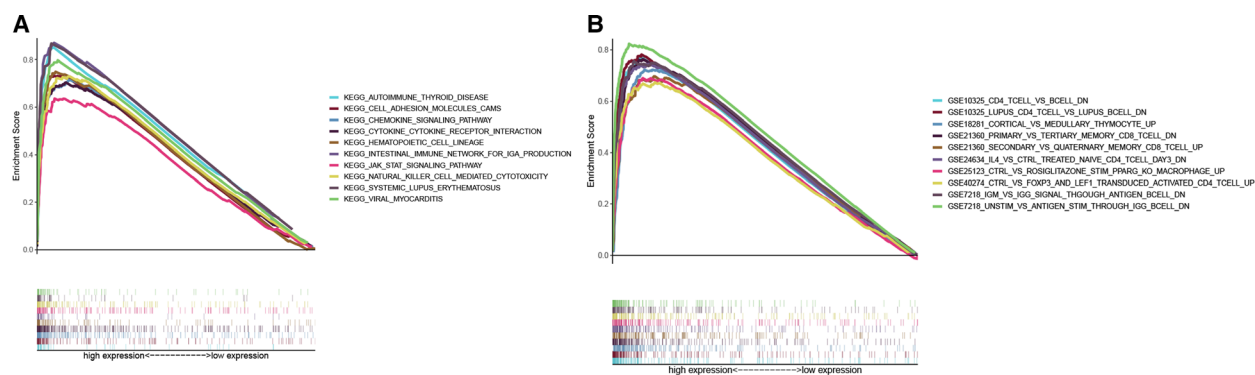 A
Enrichment Score
0.8
0.6
0.4
0.2
0.0
KEGG_AUTOIMMUNE_THYROID_DISEASE
KEGG_CELL_ADHESION_MOLECULES_CAMS
KEGG_CHEMOKINE_SIGNALING_PATHWAY
KEGG_CYTOKINE_CYTOKINE_RECEPTOR_INTERACTION
KEGG_HEMATOPOIETIC_CELL_LINEAGE
KEGG_INTESTINAL_IMMUNE_NETWORK_FOR_IGA_PRODUCTION
KEGG_JAK_STAT_SIGNALING_PATHWAY
KEGG_NATURAL_KILLER_CELL_MEDIATED_CYTOTOXICITY
KEGG_SYSTEMIC_LUPUS_ERYTHEMATOSUS
KEGG_VIRAL_MYOCARDITIS
high expression<------------->low expression
B
Enrichment Score
0.8
0.6
0.4
0.2
0.0
GSE10325_CD4_TCELL_VS_BCELL_DN
GSE10325_LUPUS_CD4_TCELL_VS_LUPUS_BCELL_DN
GSE18281_CORTICAL_VS_MEDULLARY_THYMOCYTE_UP
GSE21360_PRIMARY_VS_TERTIARY_MEMORY_CD8_TCELL_DN
GSE21360_SECONDARY_VS_QUATERNARY_MEMORY_CD8_TCELL_UP
GSE24634_IL4_VS_CTRL_TREATED_NAIVE_CD4_TCELL_DAY3_DN
GSE25123_CTRL_VS_ROSIGLITAZONE_STIM_PPARG_KO_MACROPHAGE_UP
GSE40274_CTRL_VS_FOXP3_AND_LEF1_TRANSDUCED_ACTIVATED_CD4_TCELL_UP
GSE7218_IGM_VS_IGG_SIGNAL_THGOUGH_ANTIGEN_BCELL_DN
GSE7218_UNSTIM_VS_ANTIGEN_STIM_THROUGH_IGG_BCELL_DN
high expression<------------->low expression